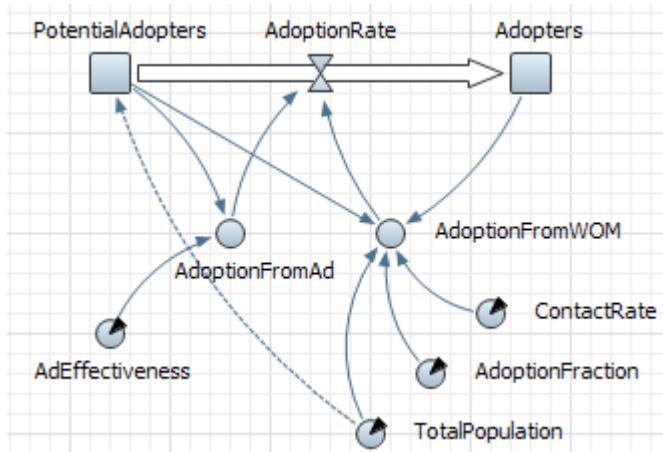 PotentialAdopters
AdoptionRate
Adopters
AdoptionFromWOM
AdoptionFromAd
ContactRate
AdEffectiveness
AdoptionFraction
TotalPopulation